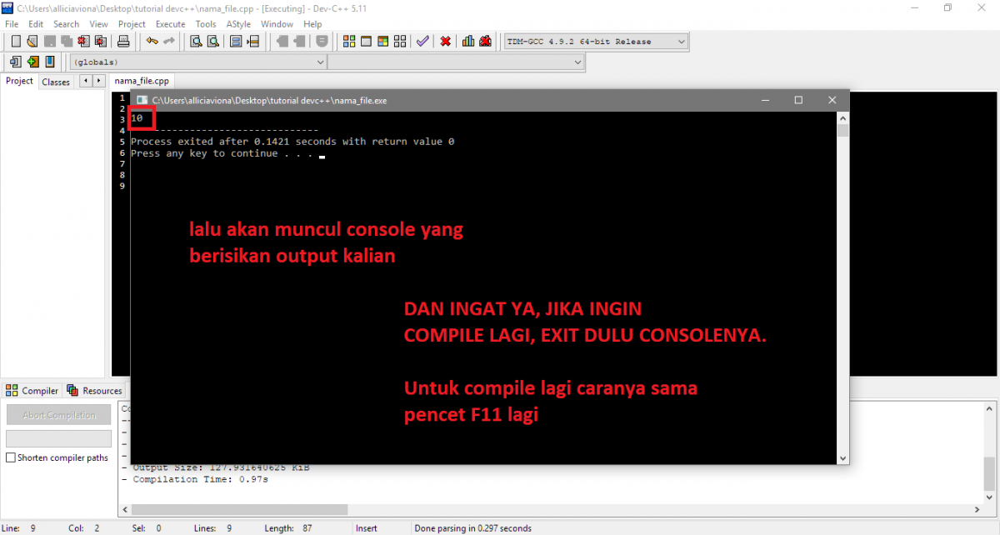 C:\Users\alliciaviona\Desktop\tutorial devc++\nama_file.cpp - [Executing] - Dev-C++ 5.11
File Edit Search View Project Execute Tools AStyle Window Help
TDM-GCC 4.9.2 64-bit Release
(globals)
Project Classes nama_file.cpp
C:\Users\alliciaviona\Desktop\tutorial devc++\nama_file.exe
1
2
3
4
5
6
7
8
9
10
--------------------------------
Process exited after 0.1421 seconds with return value 0
Press any key to continue . . .
lalu akan muncul console yang
berisikan output kalian
DAN INGAT YA, JIKA INGIN
COMPILE LAGI, EXIT DULU CONSOLENYA.
Untuk compile lagi caranya sama
pencet F11 lagi
Compiler Resources
Abort Compilation
Shorten compiler paths
- Output Size: 127.931640625 KiB
- Compilation Time: 0.97s
Line: 9 Col: 2 Sel: 0 Lines: 9 Length: 87 Insert Done parsing in 0.297 seconds